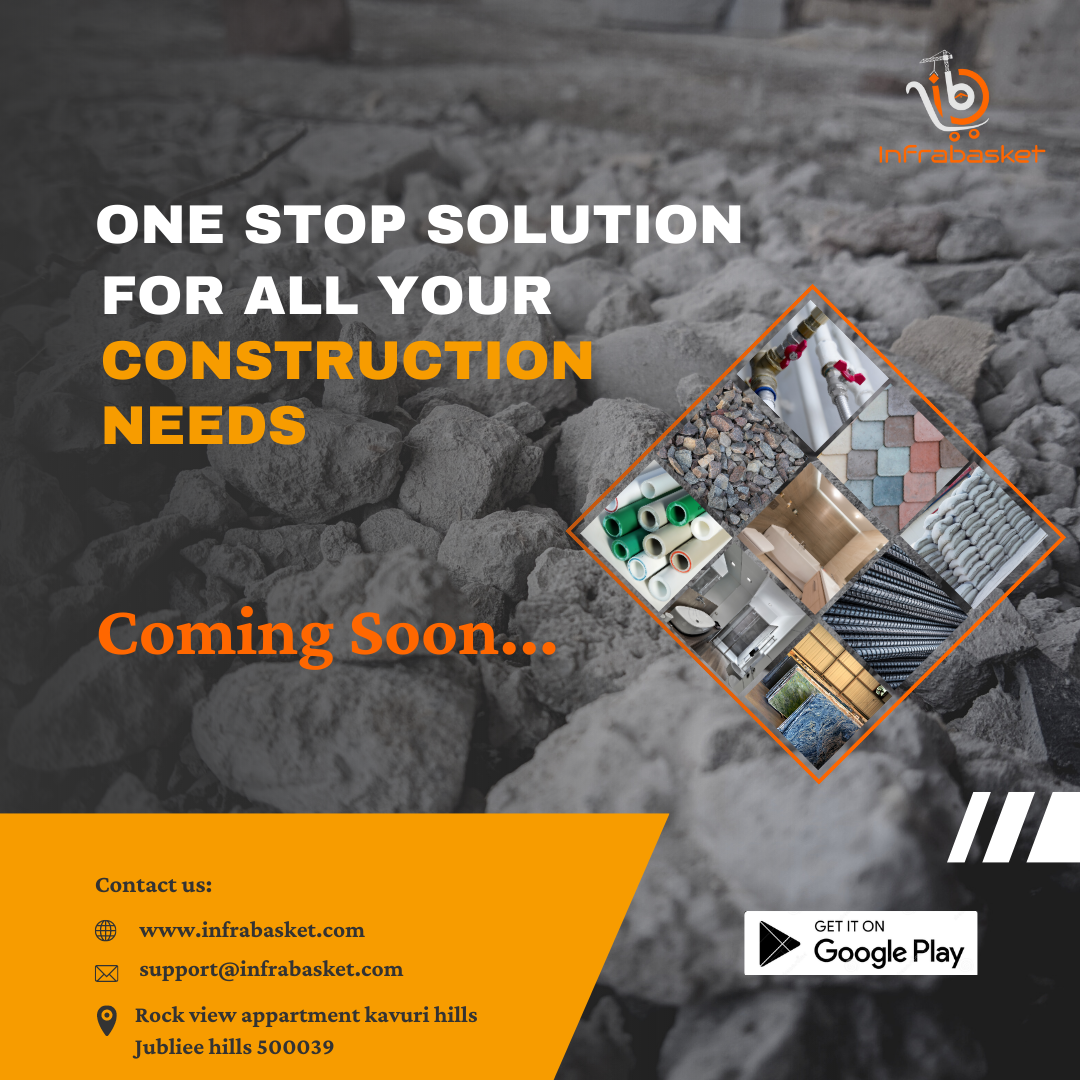 infrabasket
ONE STOP SOLUTION
FOR ALL YOUR
CONSTRUCTION
NEEDS
Coming Soon...
Contact us:
www.infrabasket.com
support@infrabasket.com
Rock view appartment kavuri hills
Jubliee hills 500039
GET IT ON
Google Play